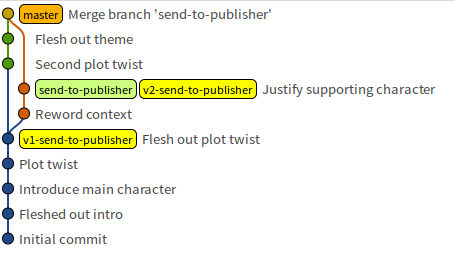 master Merge branch 'send-to-publisher'
Flesh out theme
Second plot twist
send-to-publisher v2-send-to-publisher Justify supporting character
Reword context
v1-send-to-publisher Flesh out plot twist
Plot twist
Introduce main character
Fleshed out intro
Initial commit